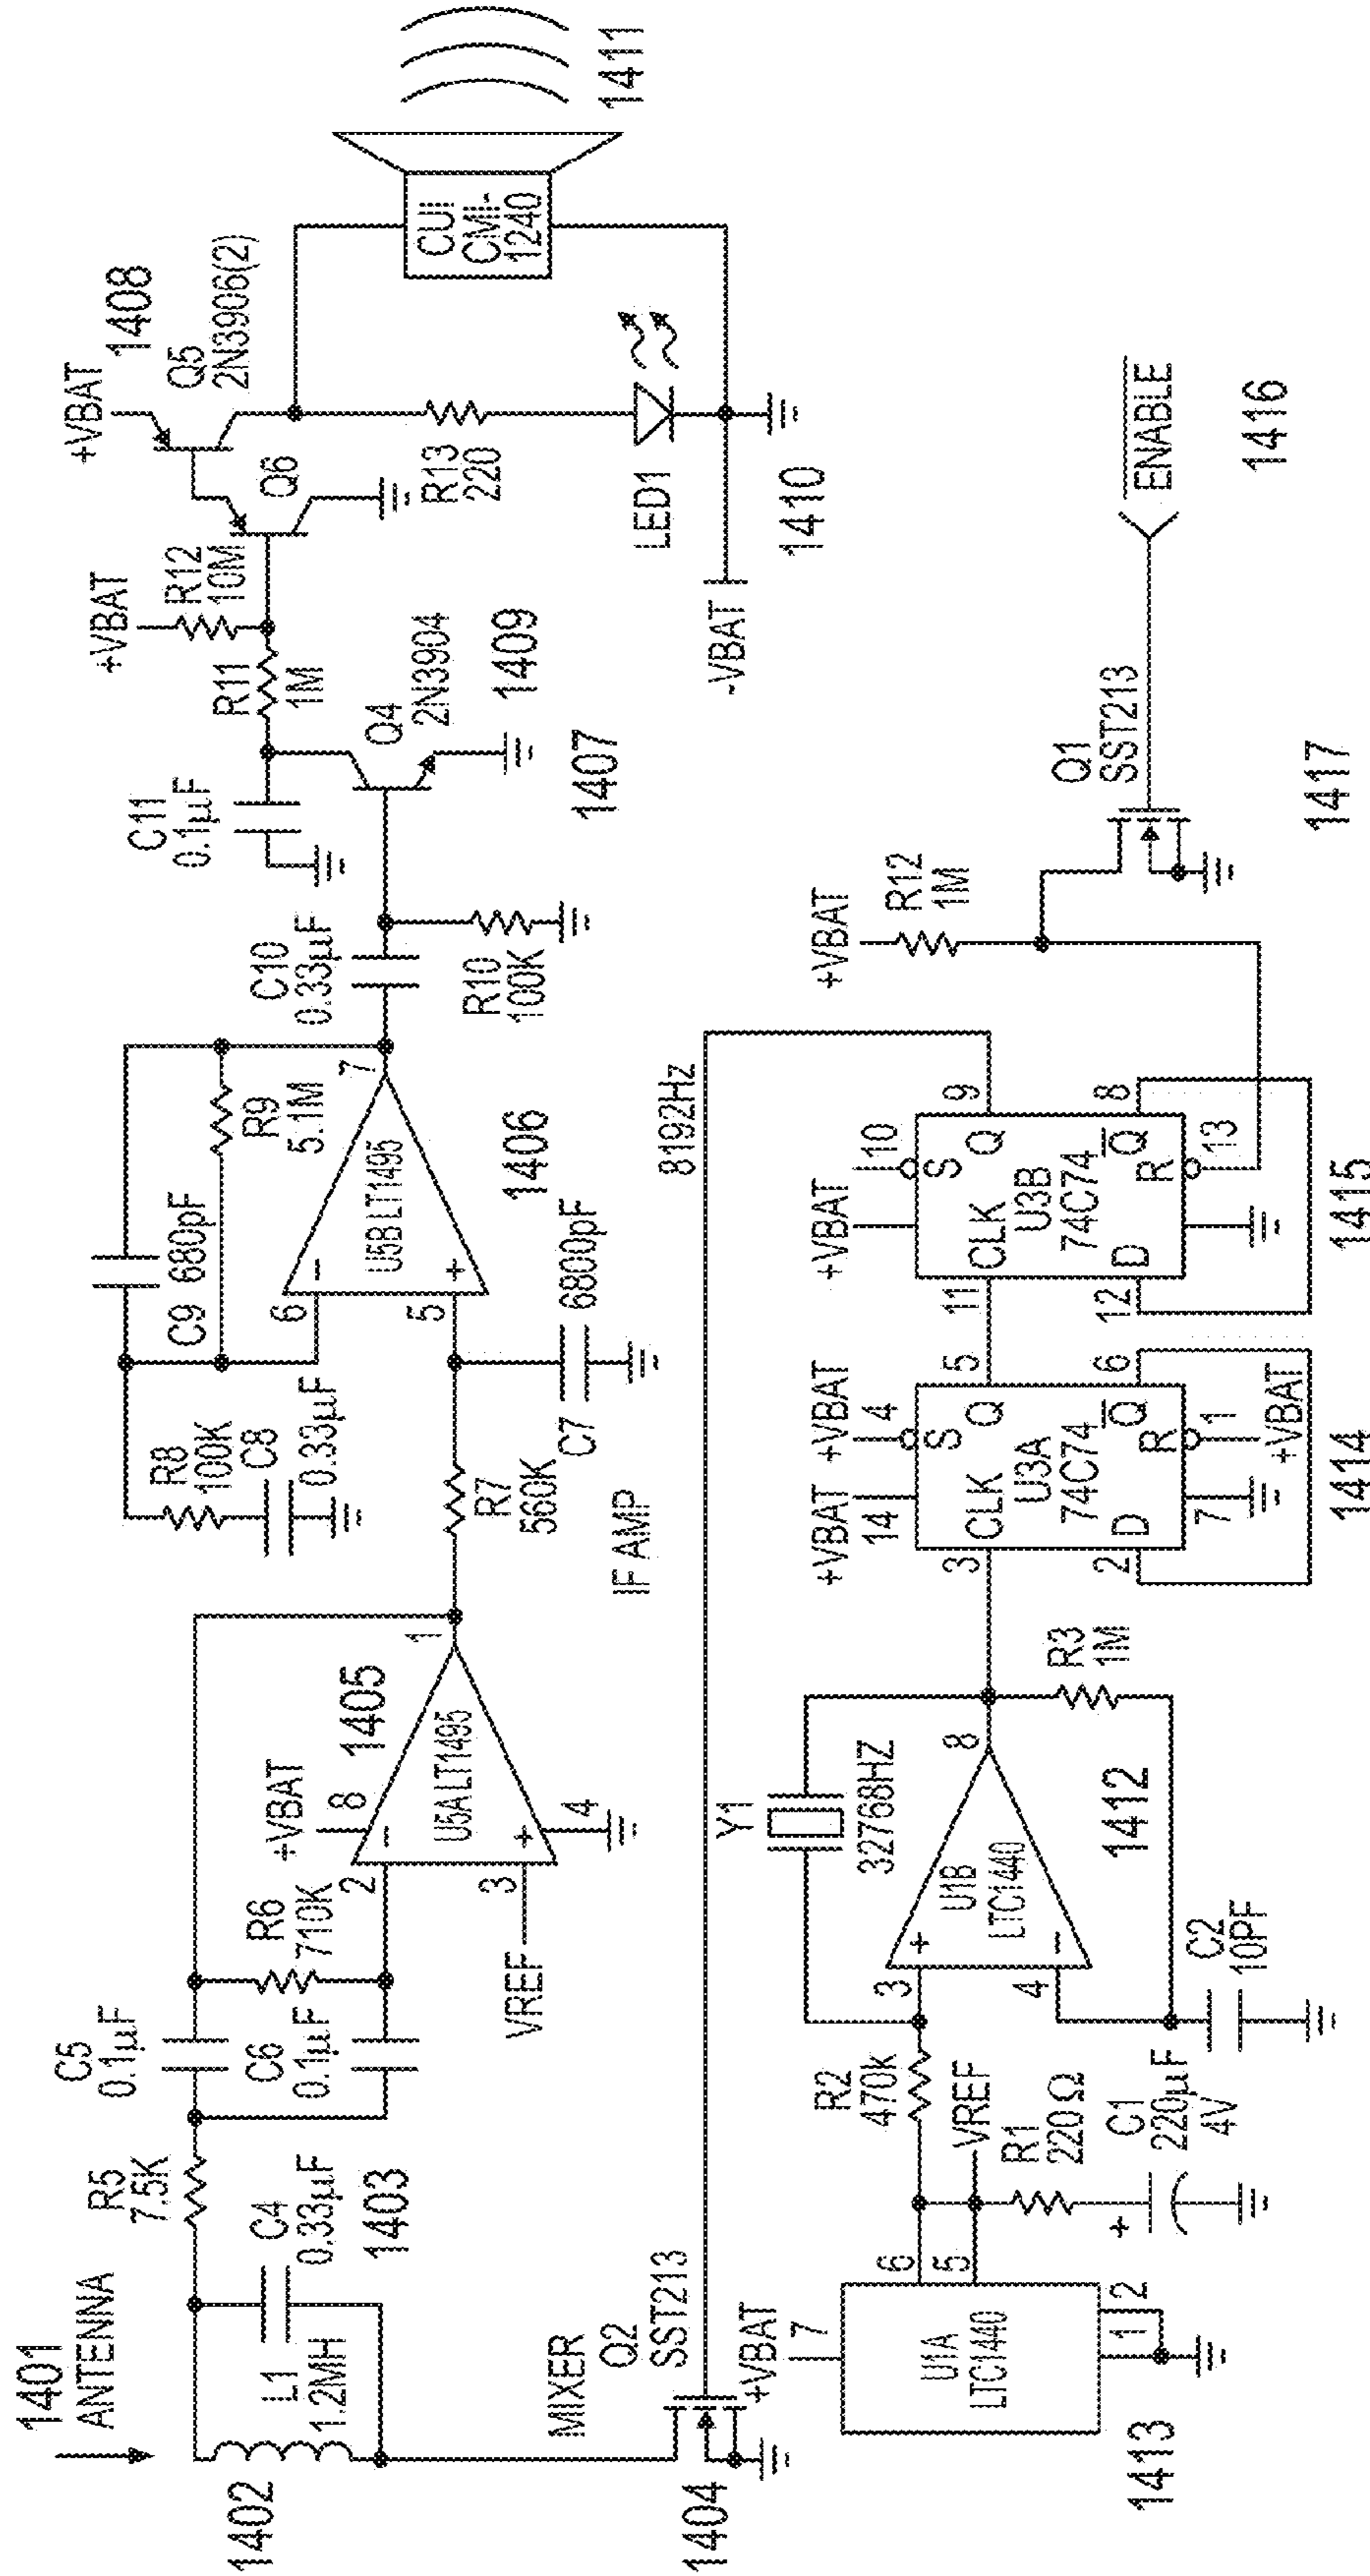 1401
ANTENNA
1402
L1
1.2MH
C4
0.33µF
1403
R5
7.5K
C5
0.1µF
C6
0.1µF
R6
710K
+VBAT
8
1405
2
3
-
+
U5A LT1495
4
1
VREF
MIXER
Q2
SST213
1404
R7
560K
IF AMP
C7
6800pF
R8
100K
C8
0.33µF
C9 680pF
R9
5.1M
6
5
-
+
U5B LT1495
7
1406
C10
0.33µF
R10
100K
C11
0.1µF
Q4
2N3904
1409
1407
R11
1M
+VBAT
R12
10M
Q6
+VBAT
1408
Q5
2N3906(2)
R13
220
LED1
-VBAT
1410
CUI
CMI-
1240
1411
8192Hz
+VBAT
7
U1A
LTC1440
6
5
1
2
1413
VREF
R1
220Ω
+
C1
220µF
4V
R2
470k
3
4
+
-
U1B
LTC1440
8
1412
Y1
32768HZ
C2
10PF
R3
1M
+VBAT
14
+VBAT
4
3
CLK
S
Q
5
U3A
74C74
2
D
Q
6
R
7
1
+VBAT
1414
+VBAT
10
11
CLK
S
Q
9
U3B
74C74
12
D
Q
8
R
13
1415
+VBAT
R12
1M
Q1
SST213
1417
ENABLE
1416